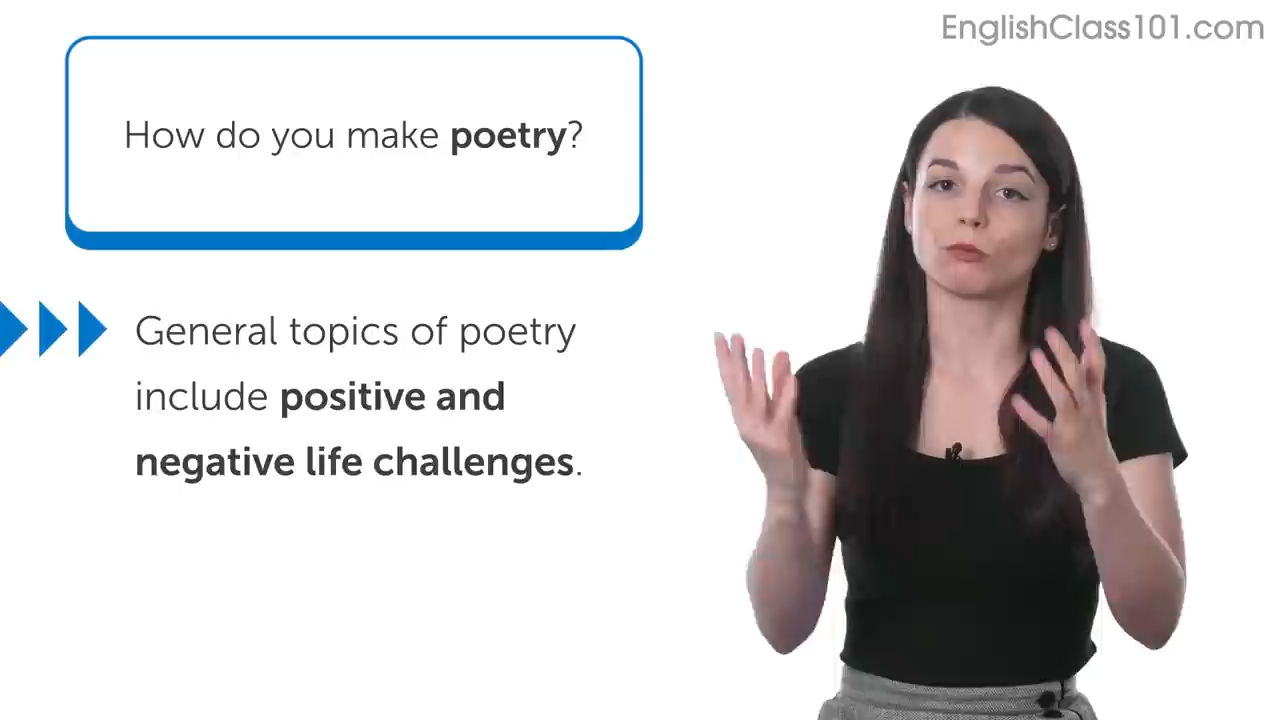 EnglishClass101.com
How do you make poetry?
General topics of poetry
include positive and
negative life challenges.